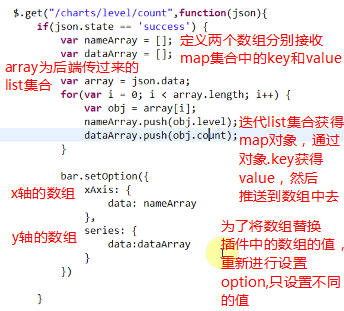 $.get("/charts/level/count",function(json){
if(json.state == 'success') {
var nameArray = [];
var dataArray = [];
定义两个数组分别接收
map集合中的key和value
array为后端传过来的
list集合
var array = json.data;
for(var i = 0; i < array.length; i++) {
var obj = array[i];
nameArray.push(obj.level);
dataArray.push(obj.count);
}
迭代list集合获得
map对象，通过
对象.key获得
value，然后
推送到数组中去
bar.setOption({
x轴的数组
xAxis: {
data: nameArray
},
y轴的数组
series: {
data:dataArray
}
})
为了将数组替换
插件中的数组的值，
重新进行设置
option,只设置不同
的值
}